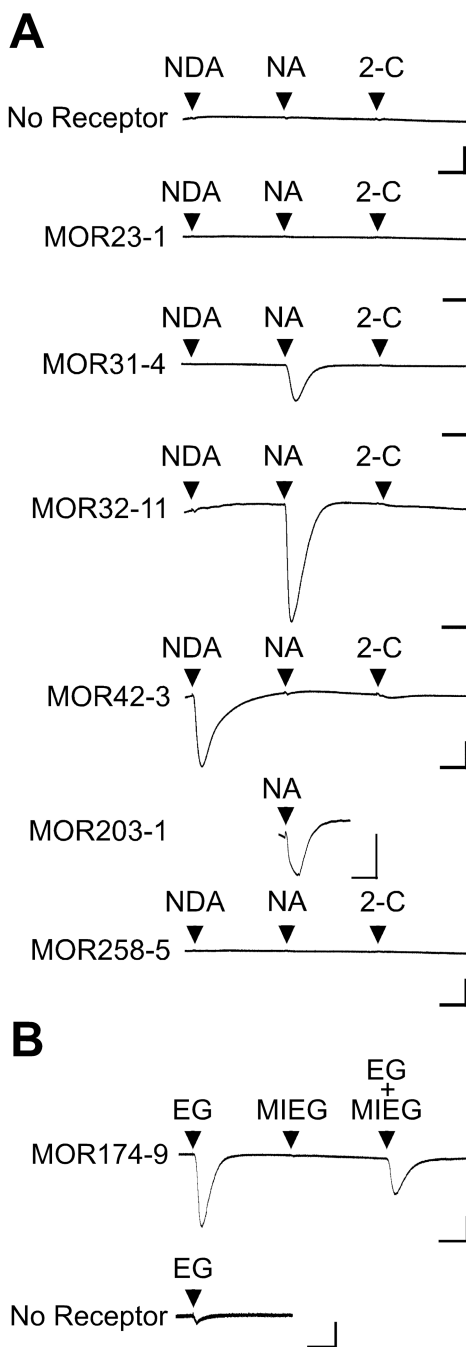 A
NDA NA 2-C
No Receptor
NDA NA 2-C
MOR23-1
NDA NA 2-C
MOR31-4
NDA NA 2-C
MOR32-11
NDA NA 2-C
MOR42-3
NA
MOR203-1
NDA NA 2-C
MOR258-5
B
EG
+
EG MIEG MIEG
MOR174-9
EG
No Receptor